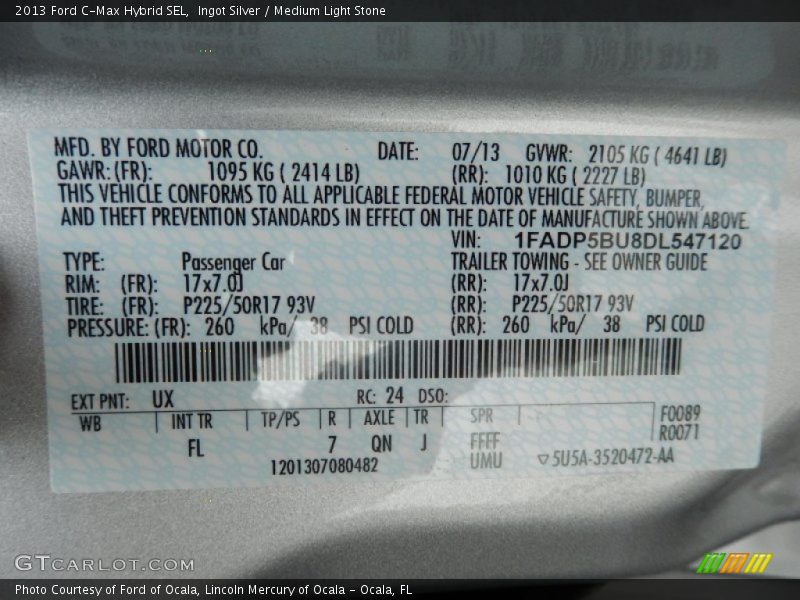 2013 Ford C-Max Hybrid SEL,  Ingot Silver / Medium Light Stone
MFD. BY FORD MOTOR CO. DATE: 07/13 GVWR: 2105 KG ( 4641 LB)
GAWR: (FR): 1095 KG ( 2414 LB) (RR): 1010 KG ( 2227 LB)
THIS VEHICLE CONFORMS TO ALL APPLICABLE FEDERAL MOTOR VEHICLE SAFETY, BUMPER,
AND THEFT PREVENTION STANDARDS IN EFFECT ON THE DATE OF MANUFACTURE SHOWN ABOVE.
VIN: 1FADP5BU8DL547120
TYPE: Passenger Car TRAILER TOWING - SEE OWNER GUIDE
RIM: (FR): 17x7.0J (RR): 17x7.0J
TIRE: (FR): P225/50R17 93V (RR): P225/50R17 93V
PRESSURE: (FR): 260 kPa/ 38 PSI COLD (RR): 260 kPa/ 38 PSI COLD
EXT PNT: UX RC: 24 DSO:
WB INT TR TP/PS R AXLE TR SPR F0089
R0071
FL 7 QN J FFFF
1201307080482 UMU ▽5U5A-3520472-AA
GTCARLOT.COM
Photo Courtesy of Ford of Ocala, Lincoln Mercury of Ocala - Ocala, FL